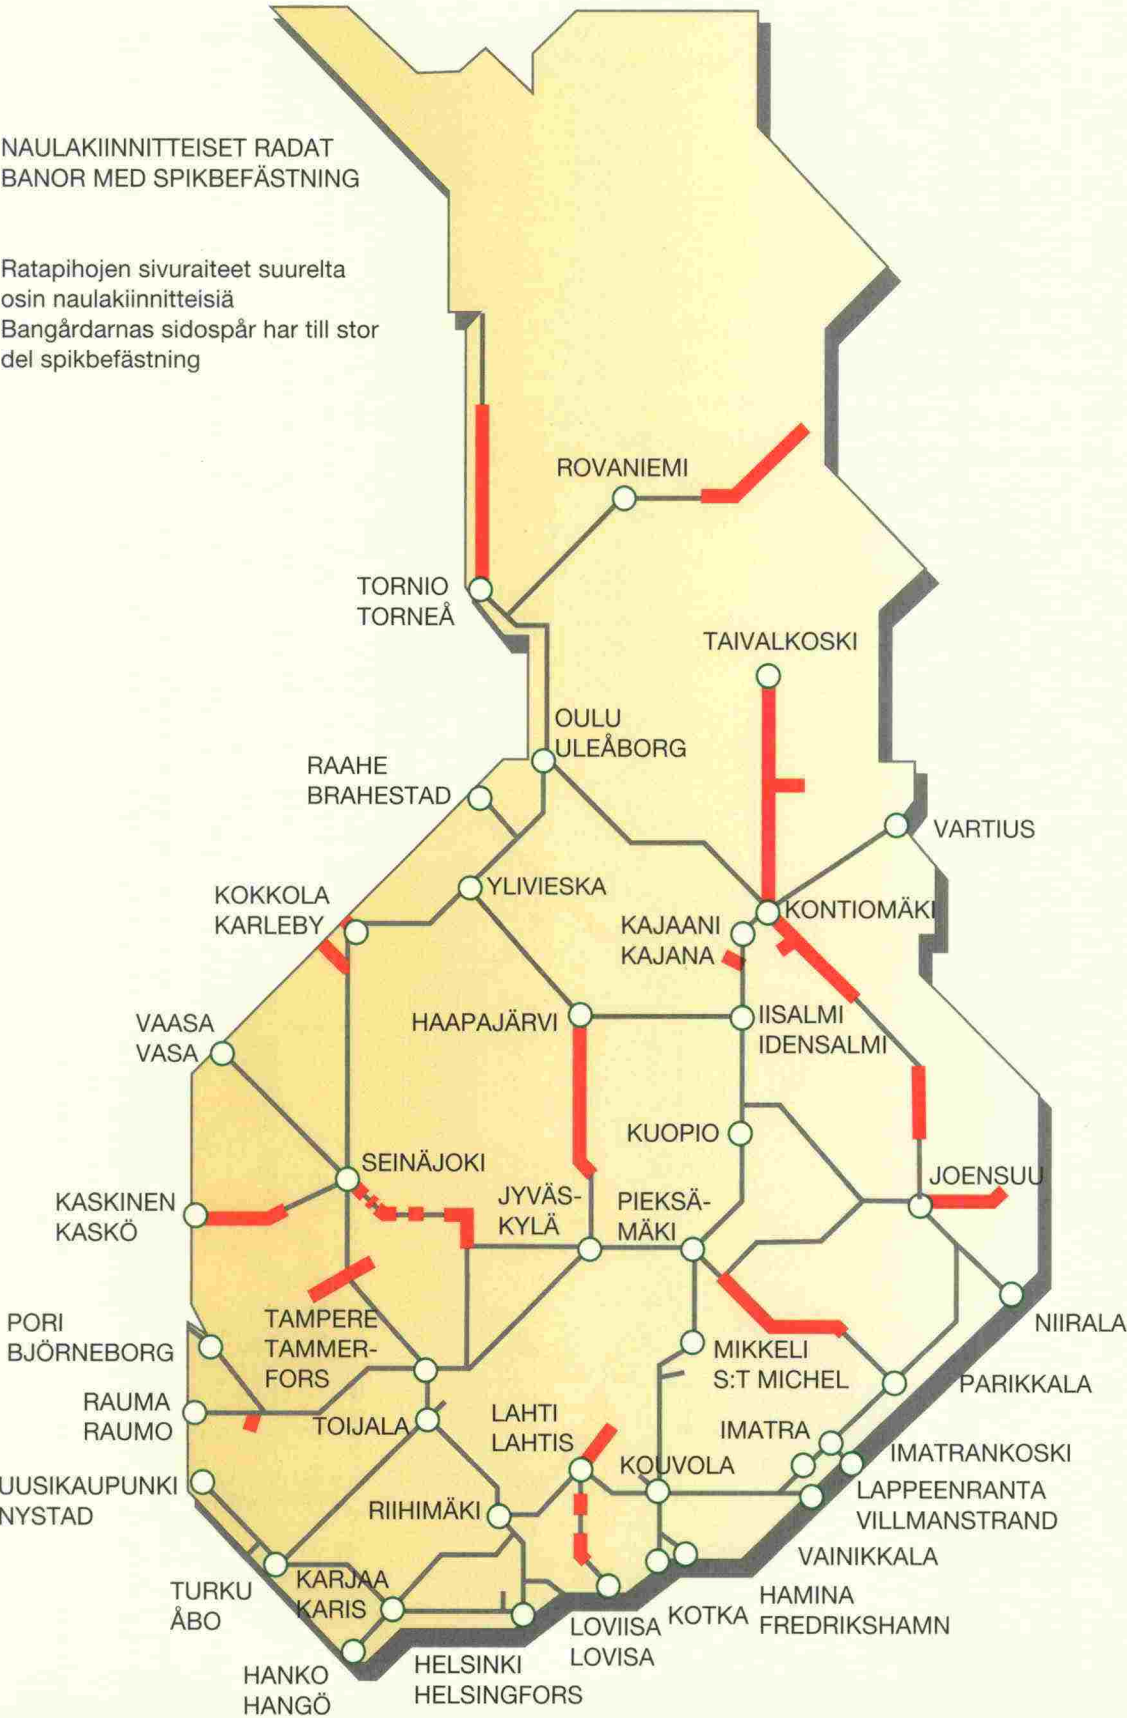 NAULAKIINNITTEISET RADAT
BANOR MED SPIKBEFÄSTNING
Ratapihojen sivuraiteet suurelta
osin naulakiinnitteisiä
Bangårdarnas sidospår har till stor
del spikbefästning
ROVANIEMI
TORNIO
TORNEÅ
TAIVALKOSKI
OULU
ULEÅBORG
RAAHE
BRAHESTAD
VARTIUS
YLIVIESKA
KOKKOLA
KARLEBY
KONTIOMÄKI
KAJAANI
KAJANA
HAAPAJÄRVI
IISALMI
IDENSALMI
VAASA
VASA
KUOPIO
SEINÄJOKI
JOENSUU
KASKINEN
KASKÖ
JYVÄS-
KYLÄ
PIEKSÄ-
MÄKI
NIIRALA
PORI
BJÖRNEBORG
TAMPERE
TAMMER-
FORS
MIKKELI
S:T MICHEL
PARIKKALA
RAUMA
RAUMO
TOIJALA
LAHTI
LAHTIS
IMATRA
IMATRANKOSKI
KOUVOLA
UUSIKAUPUNKI
NYSTAD
RIIHIMÄKI
LAPPEENRANTA
VILLMANSTRAND
VAINIKKALA
TURKU
ÅBO
KARJAA
KARIS
HAMINA
FREDRIKSHAMN
KOTKA
LOVIISA
LOVISA
HELSINKI
HELSINGFORS
HANKO
HANGÖ